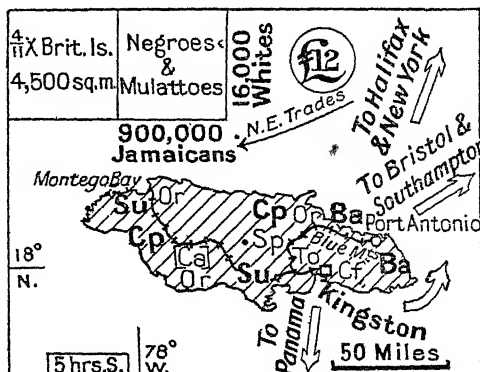 4/11 X Brit. Is.
4,500 sq.m.
Negroes
&
Mulattoes
16,000
Whites
£12
N.E. Trades
To Halifax
& New York
900,000
Jamaicans
To Bristol &
Southampton
Montego Bay
Su
Or
Cp
Or
Ba
Port Antonio
Cp
Sp
Blue Mts
To
Ca
Cf.
Ba
Or
Su
18°
N.
Kingston
To
Panama
50 Miles
5 hrs. S.
78°
W.